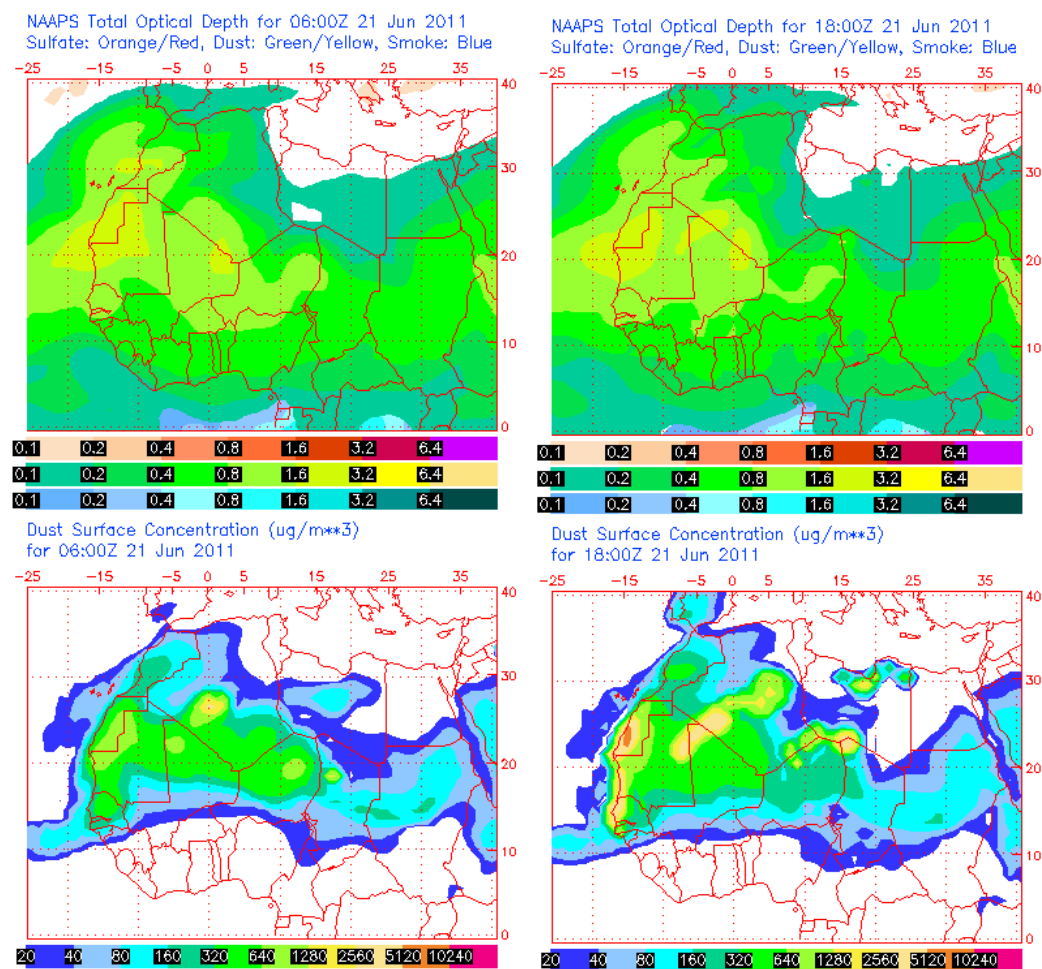 NAAPS Total Optical Depth for 06:00Z 21 Jun 2011
Sulfate: Orange/Red, Dust: Green/Yellow, Smoke: Blue
-25 -15 -5 0 5 15 25 35
40
30
20
10
0
0.1 0.2 0.4 0.8 1.6 3.2 6.4
0.1 0.2 0.4 0.8 1.6 3.2 6.4
0.1 0.2 0.4 0.8 1.6 3.2 6.4
NAAPS Total Optical Depth for 18:00Z 21 Jun 2011
Sulfate: Orange/Red, Dust: Green/Yellow, Smoke: Blue
-25 -15 -5 0 5 15 25 35
40
30
20
10
0
0.1 0.2 0.4 0.8 1.6 3.2 6.4
0.1 0.2 0.4 0.8 1.6 3.2 6.4
0.1 0.2 0.4 0.8 1.6 3.2 6.4
Dust Surface Concentration (ug/m**3)
for 06:00Z 21 Jun 2011
-25 -15 -5 0 5 15 25 35
40
30
20
10
0
20 40 80 160 320 640 1280 2560 5120 10240
Dust Surface Concentration (ug/m**3)
for 18:00Z 21 Jun 2011
-25 -15 -5 0 5 15 25 35
40
30
20
10
0
20 40 80 160 320 640 1280 2560 5120 10240